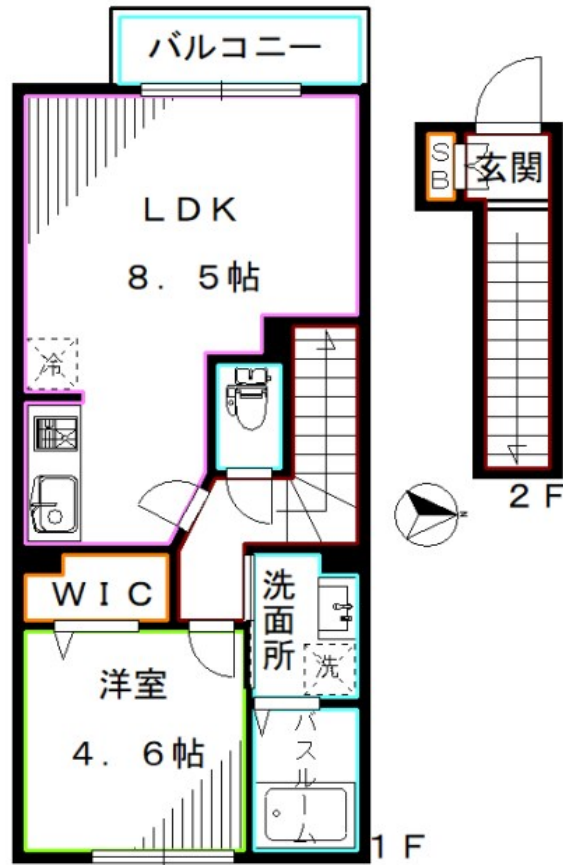 バルコニー
LDK
8.5帖
冷
WIC
洋室
4.6帖
洗面所
洗
バスルーム
1F
SB
玄関
2F
N